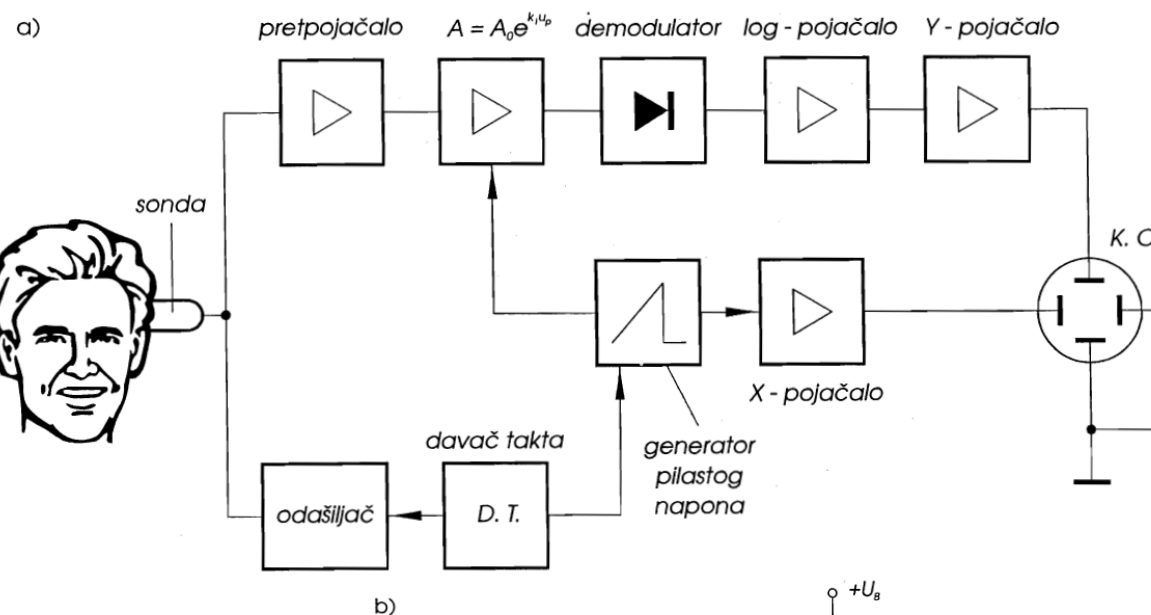 a)
pretpojačalo
A = A₀e^{k₁u_p}
demodulator
log - pojačalo
Y - pojačalo
sonda
K. C
X - pojačalo
davač takta
generator
pilastog
napona
odašiljač
D. T.
b)
+U_B